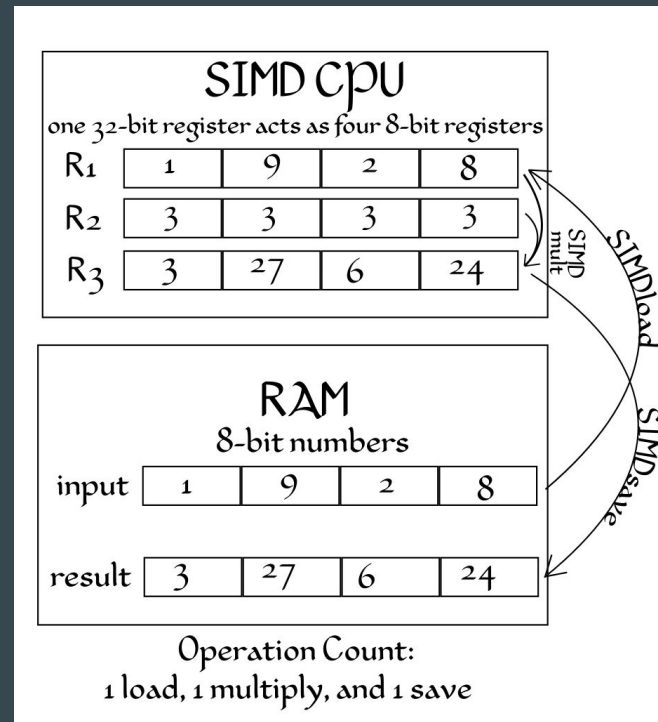 SIMD CPU
one 32-bit register acts as four 8-bit registers
R1 1 9 2 8
R2 3 3 3 3
R3 3 27 6 24
SIMD
mult
SIMDload
RAM
8-bit numbers
input 1 9 2 8
SIMDsave
result 3 27 6 24
Operation Count:
1 load, 1 multiply, and 1 save